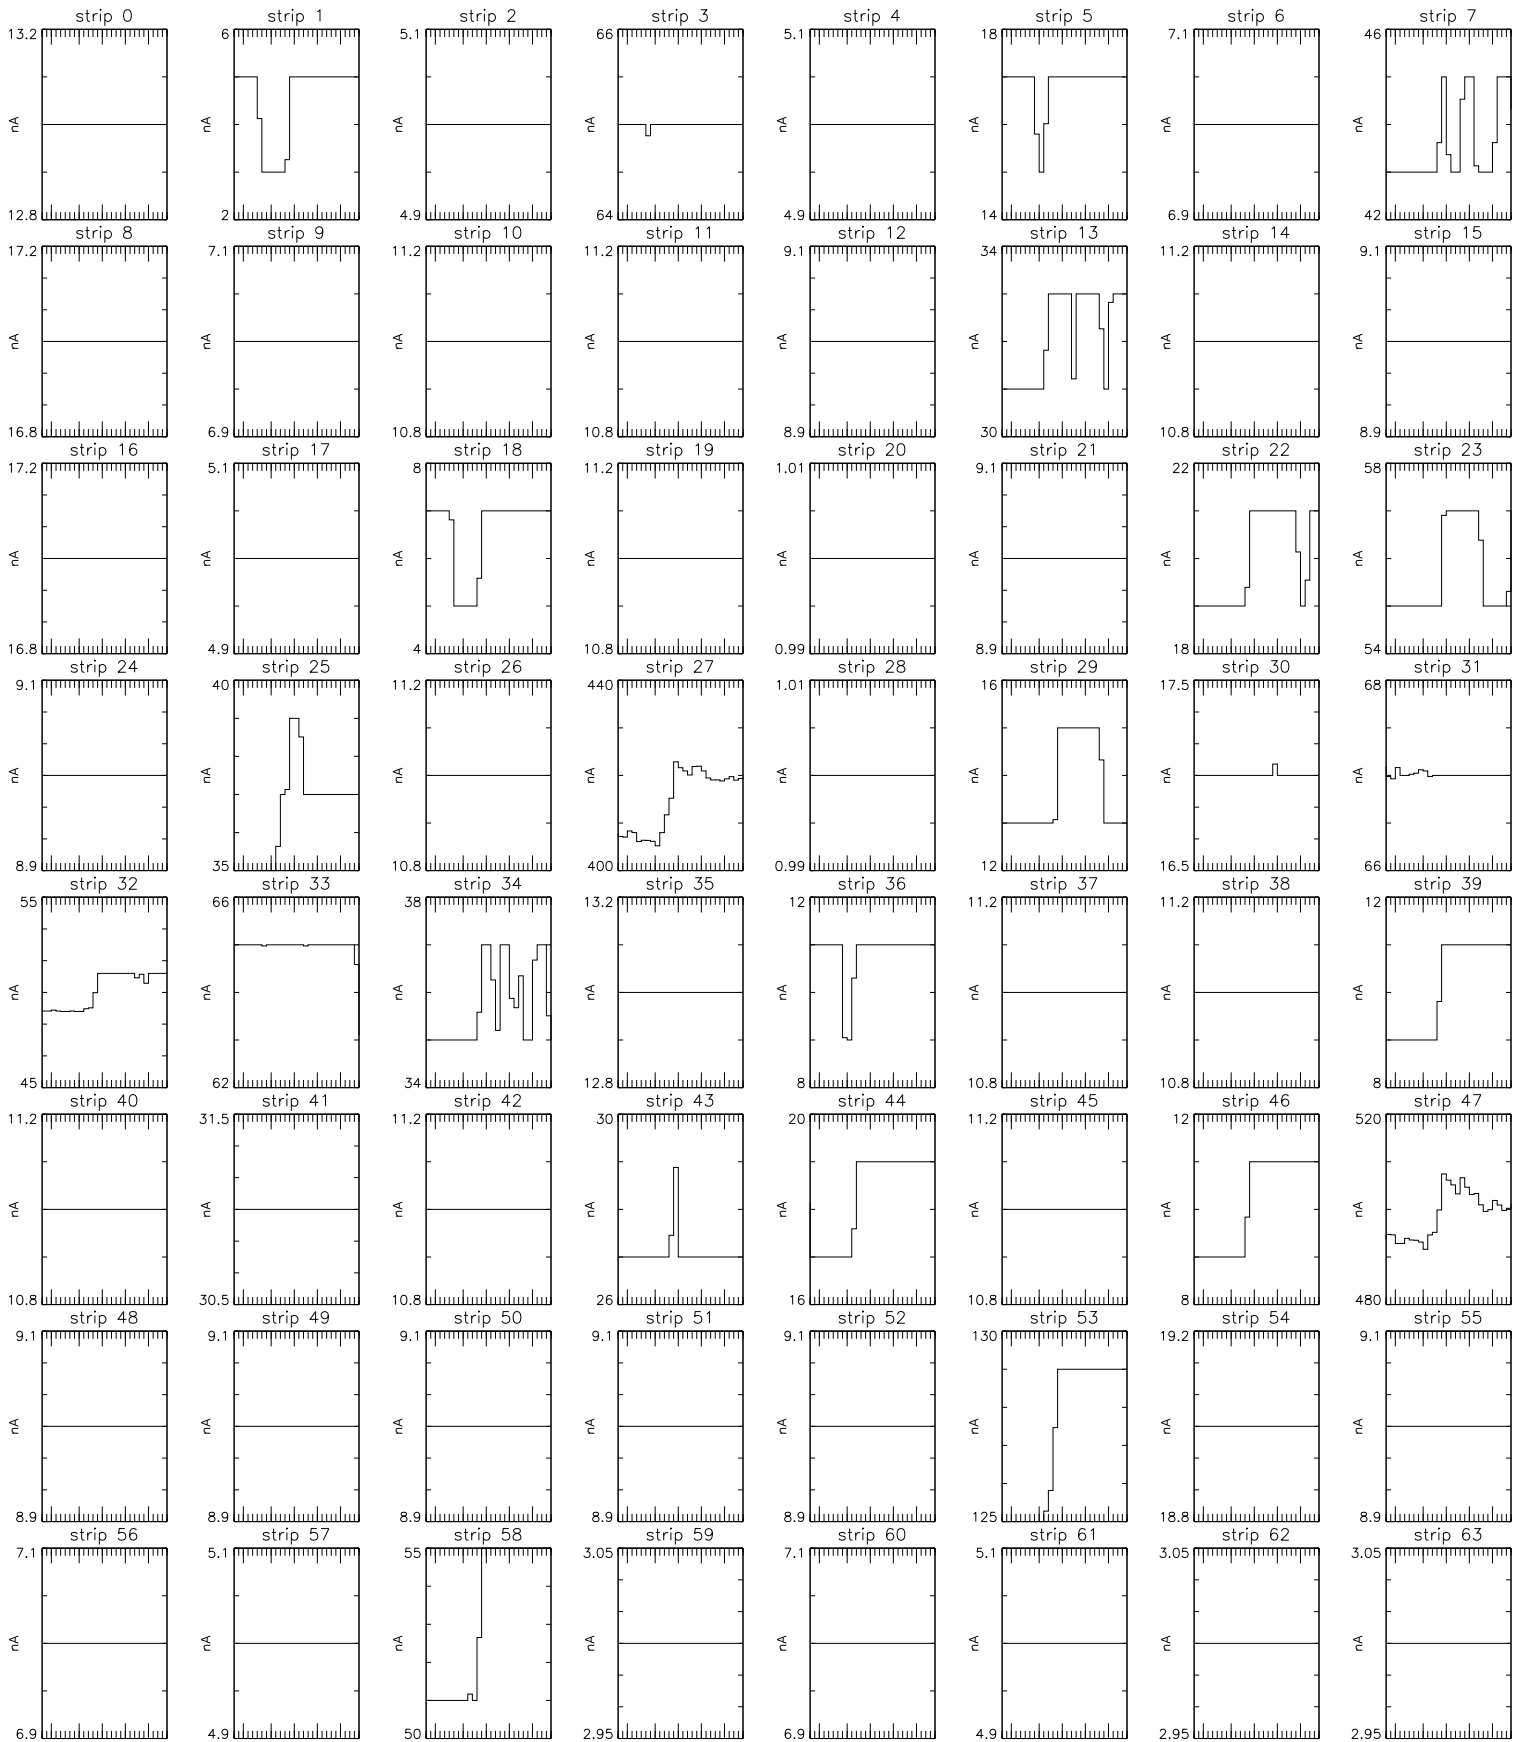 strip 0 strip 1 strip 2 strip 3 strip 4 strip 5 strip 6 strip 7
13.2 6 5.1 66 5.1 18 7.1 46
nA nA nA nA nA nA nA nA
12.8 2 4.9 64 4.9 14 6.9 42
strip 8 strip 9 strip 10 strip 11 strip 12 strip 13 strip 14 strip 15
17.2 7.1 11.2 11.2 9.1 34 11.2 9.1
nA nA nA nA nA nA nA nA
16.8 6.9 10.8 10.8 8.9 30 10.8 8.9
strip 16 strip 17 strip 18 strip 19 strip 20 strip 21 strip 22 strip 23
17.2 5.1 8 11.2 1.01 9.1 22 58
nA nA nA nA nA nA nA nA
16.8 4.9 4 10.8 0.99 8.9 18 54
strip 24 strip 25 strip 26 strip 27 strip 28 strip 29 strip 30 strip 31
9.1 40 11.2 440 1.01 16 17.5 68
nA nA nA nA nA nA nA nA
8.9 35 10.8 400 0.99 12 16.5 66
strip 32 strip 33 strip 34 strip 35 strip 36 strip 37 strip 38 strip 39
55 66 38 13.2 12 11.2 11.2 12
nA nA nA nA nA nA nA nA
45 62 34 12.8 8 10.8 10.8 8
strip 40 strip 41 strip 42 strip 43 strip 44 strip 45 strip 46 strip 47
11.2 31.5 11.2 30 20 11.2 12 520
nA nA nA nA nA nA nA nA
10.8 30.5 10.8 26 16 10.8 8 480
strip 48 strip 49 strip 50 strip 51 strip 52 strip 53 strip 54 strip 55
9.1 9.1 9.1 9.1 9.1 130 19.2 9.1
nA nA nA nA nA nA nA nA
8.9 8.9 8.9 8.9 8.9 125 18.8 8.9
strip 56 strip 57 strip 58 strip 59 strip 60 strip 61 strip 62 strip 63
7.1 5.1 55 3.05 7.1 5.1 3.05 3.05
nA nA nA nA nA nA nA nA
6.9 4.9 50 2.95 6.9 4.9 2.95 2.95